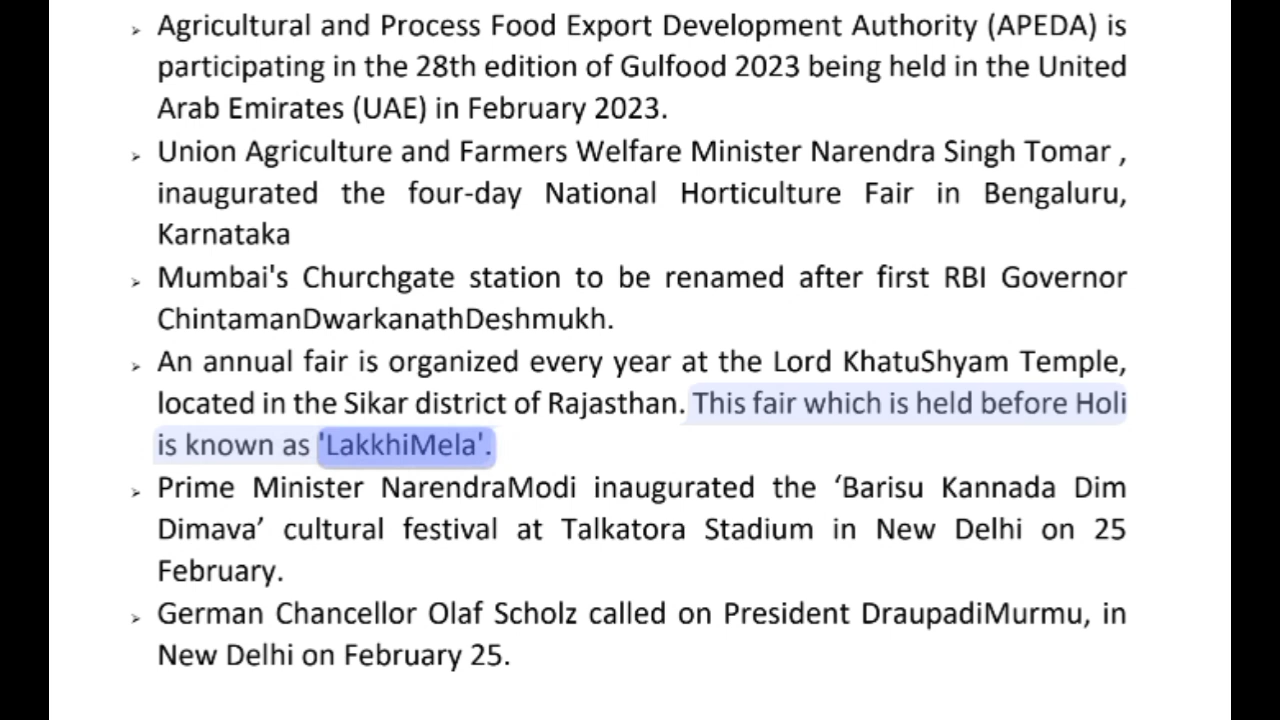 ➢ Agricultural and Process Food Export Development Authority (APEDA) is
participating in the 28th edition of Gulfood 2023 being held in the United
Arab Emirates (UAE) in February 2023.
➢ Union Agriculture and Farmers Welfare Minister Narendra Singh Tomar ,
inaugurated the four-day National Horticulture Fair in Bengaluru,
Karnataka
➢ Mumbai's Churchgate station to be renamed after first RBI Governor
ChintamanDwarkanathDeshmukh.
➢ An annual fair is organized every year at the Lord KhatuShyam Temple,
located in the Sikar district of Rajasthan. This fair which is held before Holi
is known as 'LakkhiMela'.
➢ Prime Minister NarendraModi inaugurated the ‘Barisu Kannada Dim
Dimava’ cultural festival at Talkatora Stadium in New Delhi on 25
February.
➢ German Chancellor Olaf Scholz called on President DraupadiMurmu, in
New Delhi on February 25.